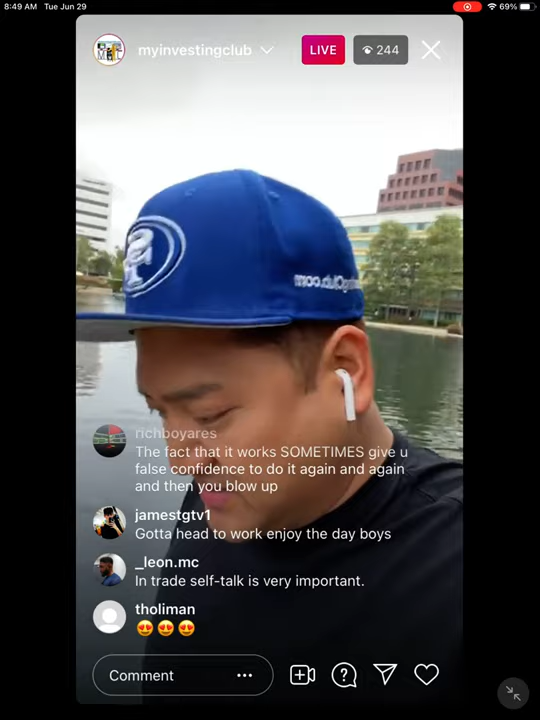 8:49 AM Tue Jun 29
69%
myinvestingclub
LIVE
244
richboyares
The fact that it works SOMETIMES give u
false confidence to do it again and again
and then you blow up
jamestgtv1
Gotta head to work enjoy the day boys
_leon.mc
In trade self-talk is very important.
tholiman
😍😍😍
Comment